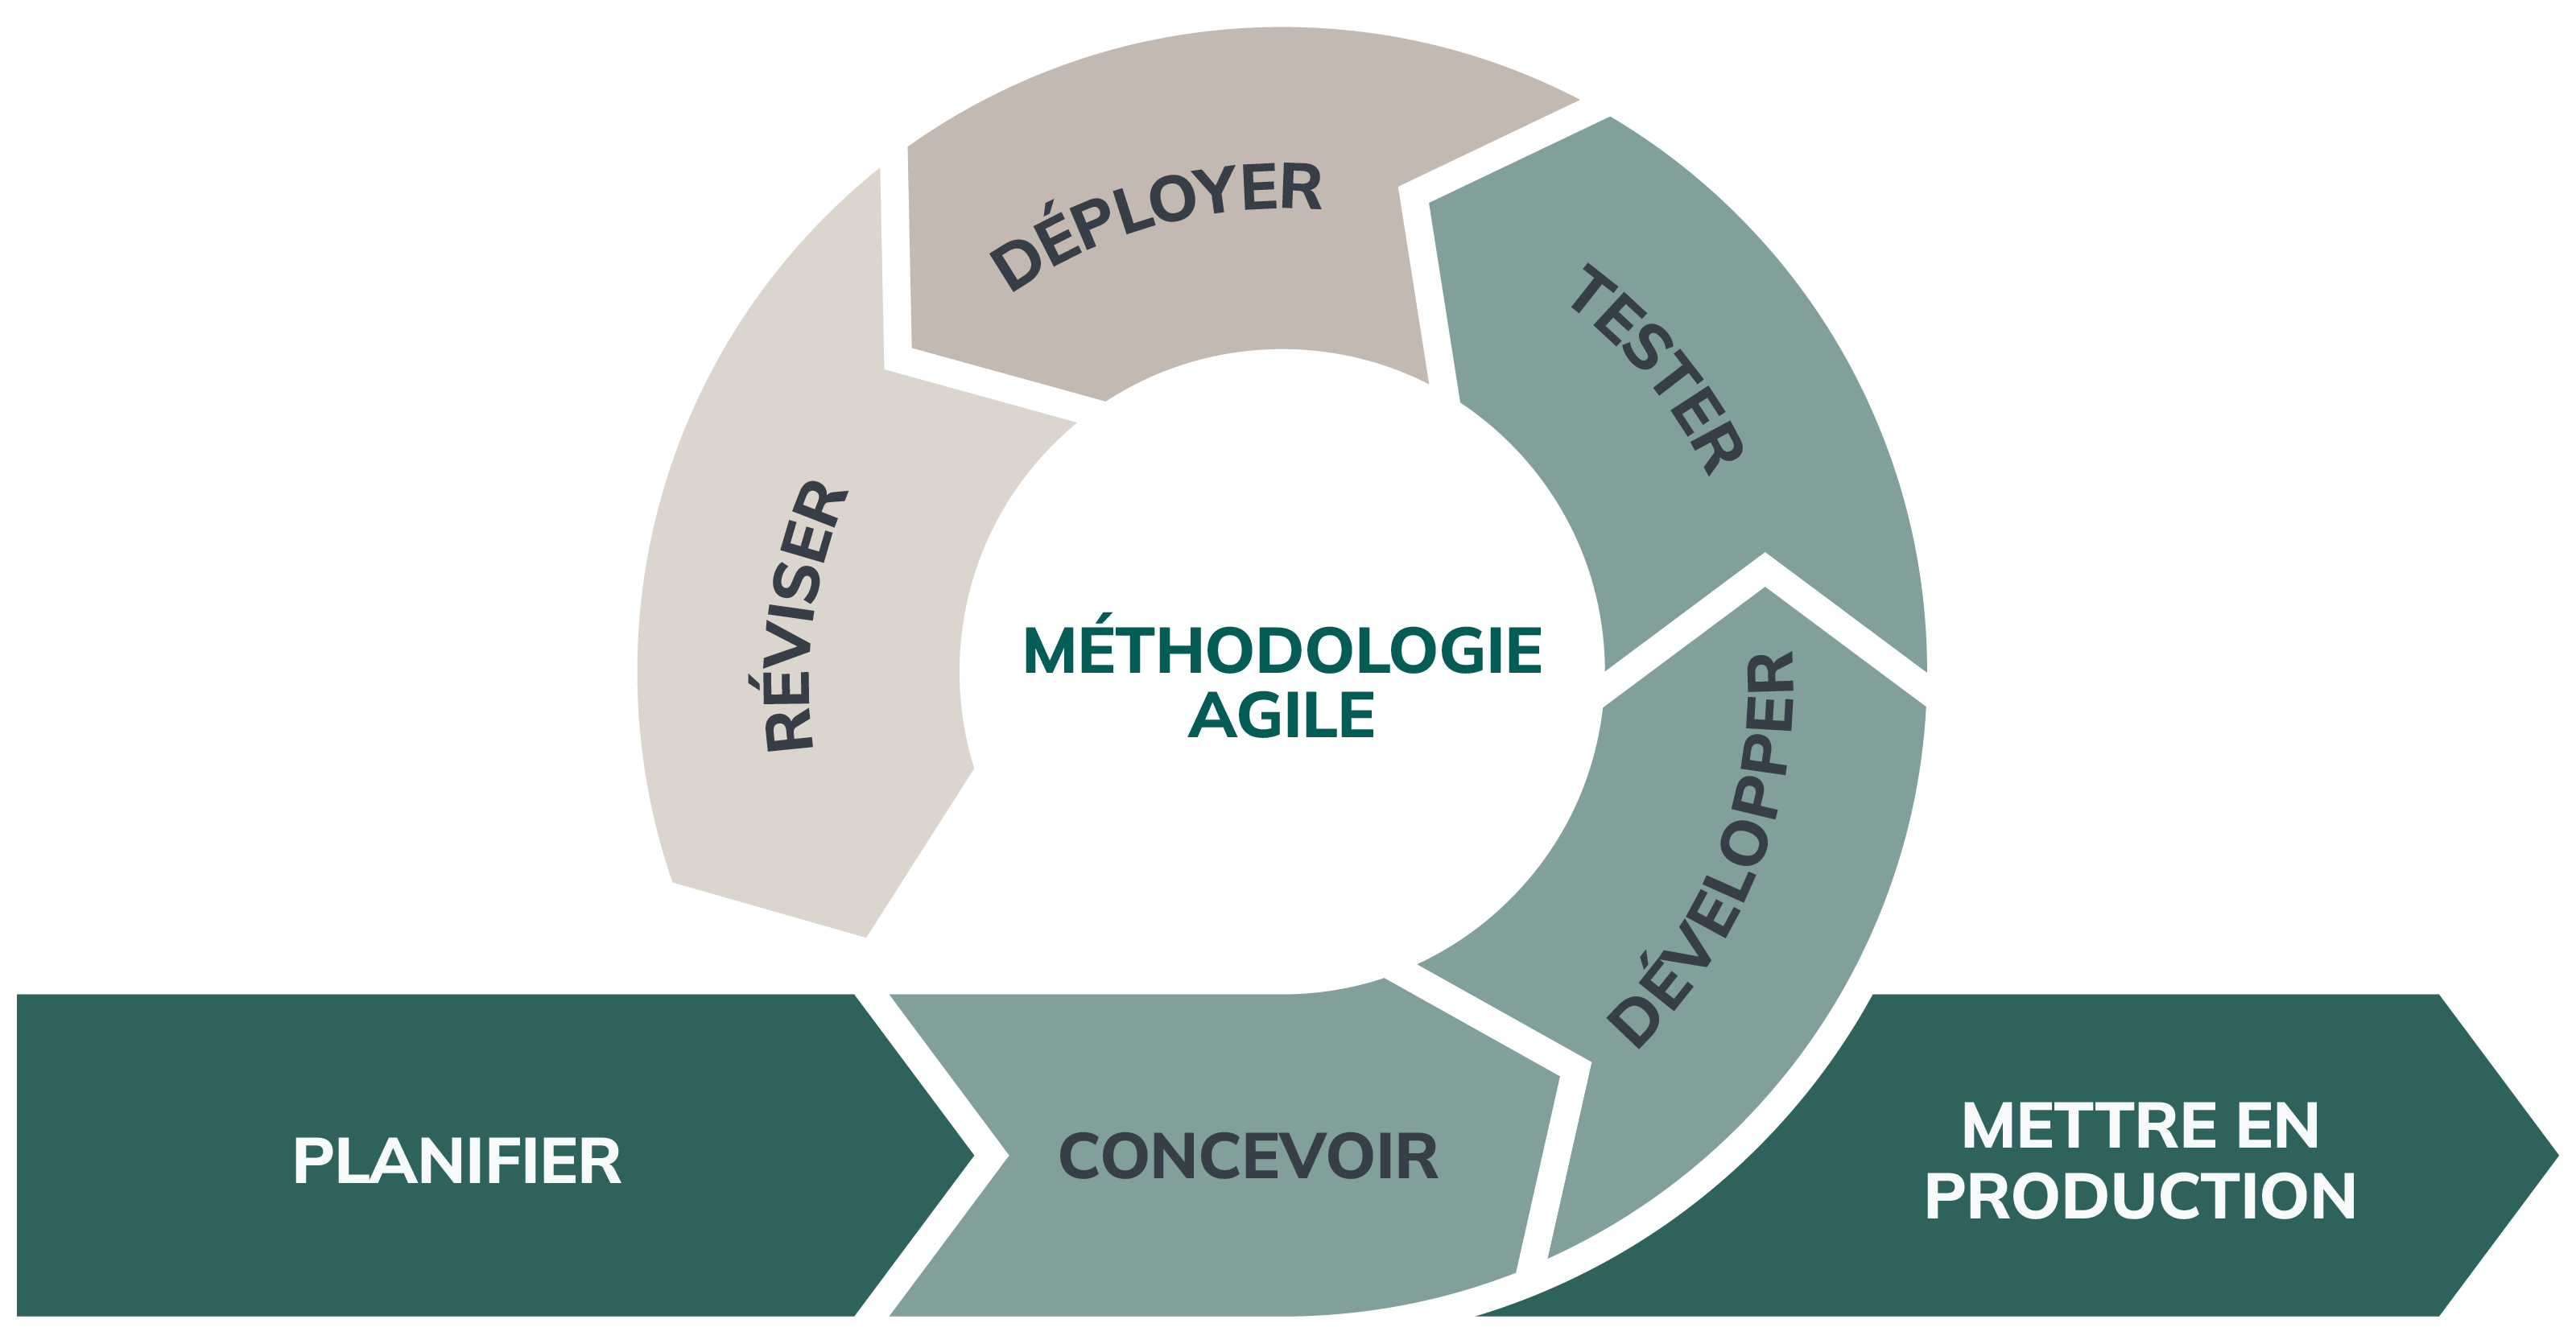 DÉPLOYER
TESTER
RÉVISER
MÉTHODOLOGIE
AGILE
DÉVELOPPER
PLANIFIER
CONCEVOIR
METTRE EN
PRODUCTION